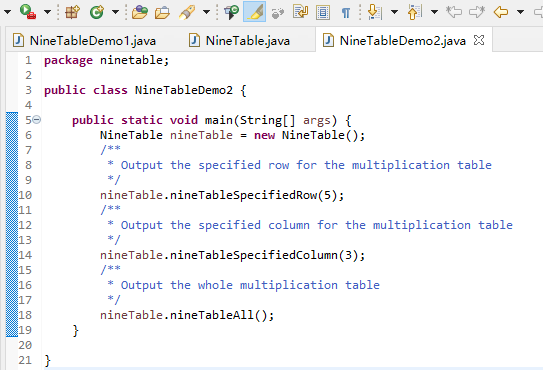 NineTableDemo1.java NineTable.java NineTableDemo2.java
1 package ninetable;
2
3 public class NineTableDemo2 {
4
5 public static void main(String[] args) {
6 NineTable nineTable = new NineTable();
7 /**
8 * Output the specified row for the multiplication table
9 */
10 nineTable.nineTableSpecifiedRow(5);
11 /**
12 * Output the specified column for the multiplication table
13 */
14 nineTable.nineTableSpecifiedColumn(3);
15 /**
16 * Output the whole multiplication table
17 */
18 nineTable.nineTableAll();
19 }
20
21 }